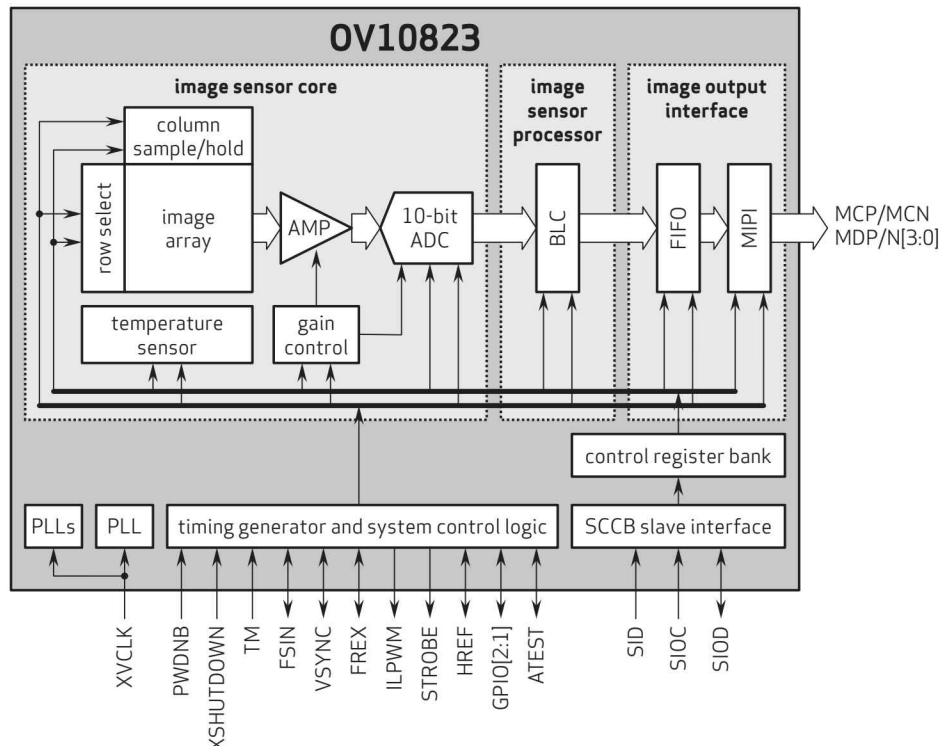 OV10823
image sensor core
image
sensor
processor
image output
interface
column
sample/hold
row select
image
array
AMP
10-bit
ADC
BLC
FIFO
MIPI
MCP/MCN
MDP/N[3:0]
temperature
sensor
gain
control
control register bank
PLLs
PLL
timing generator and system control logic
SCCB slave interface
XVCLK
PWDNB
XSHUTDOWN
TM
FSIN
VSYNC
FREX
ILPWM
STROBE
HREF
GPIO[2:1]
ATEST
SID
SIOC
SIOD